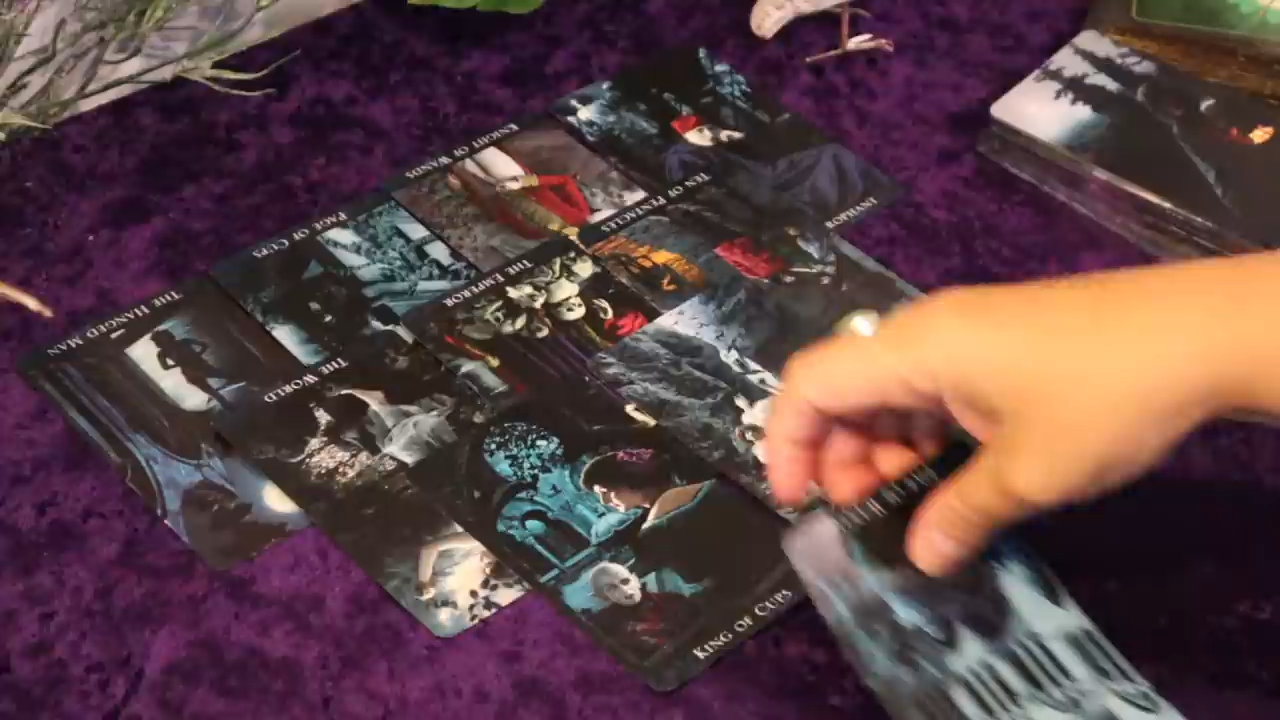 KNIGHT OF WANDS
TEN OF PENTACLES
PAGE OF CUPS
THE EMPEROR
THE HANGED MAN
THE WORLD
KING OF CUPS